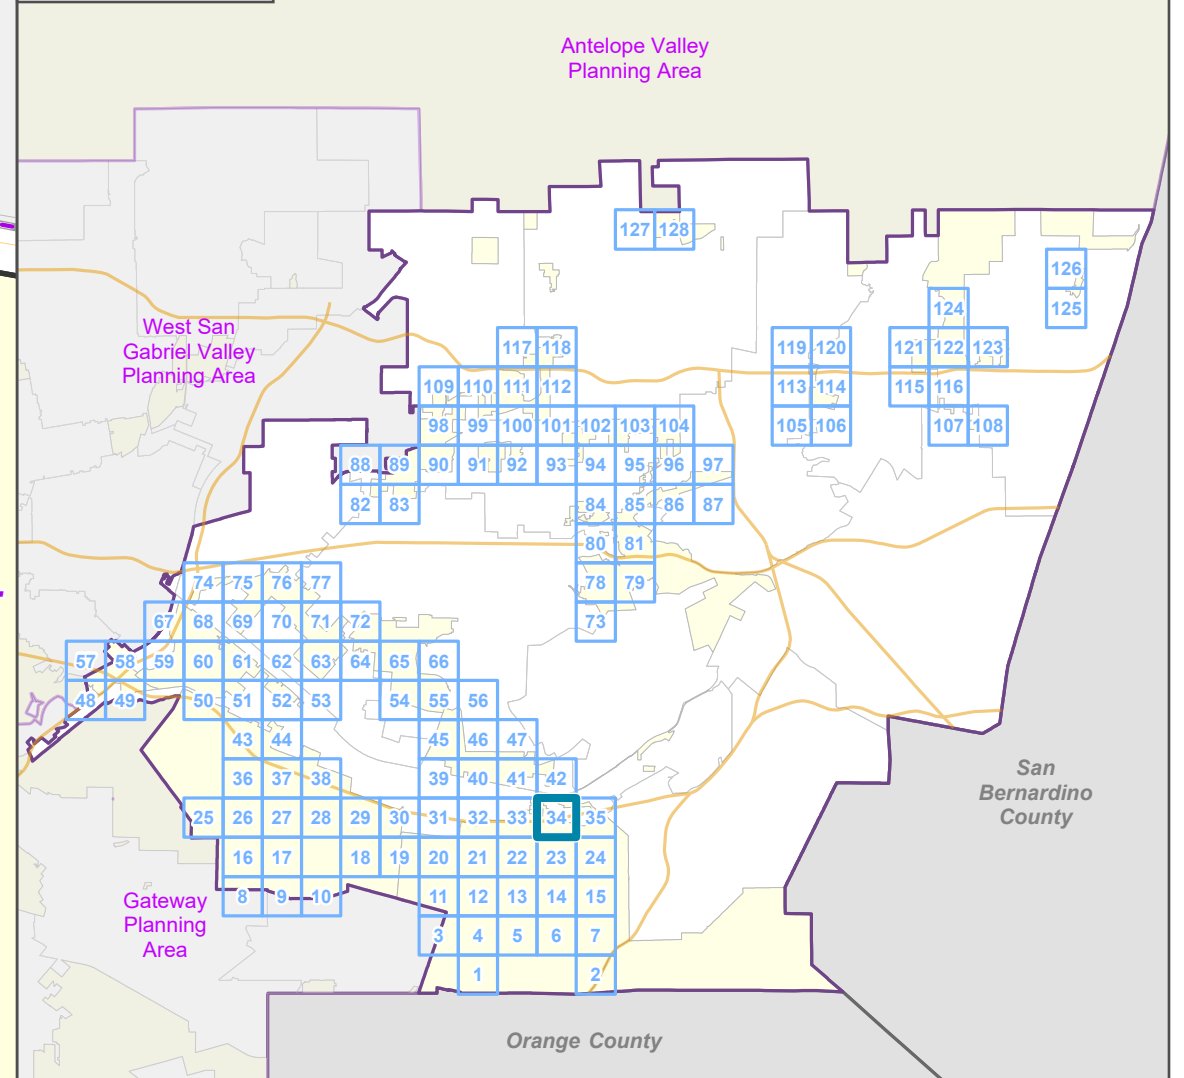 Antelope Valley
Planning Area
127 128
126
124 125
West San
Gabriel Valley
Planning Area
117 118 119 120 121 122 123
109 110 111 112 113 114 115 116
98 99 100 101 102 103 104 105 106 107 108
88 89 90 91 92 93 94 95 96 97
82 83 84 85 86 87
80 81
74 75 76 77 78 79
67 68 69 70 71 72 73
57 58 59 60 61 62 63 64 65 66
48 49 50 51 52 53 54 55 56
43 44 45 46 47
36 37 38 39 40 41 42
San
Bernardino
County
25 26 27 28 29 30 31 32 33 34 35
16 17 18 19 20 21 22 23 24
8 9 10 11 12 13 14 15
Gateway
Planning
Area
3 4 5 6 7
1 2
Orange County